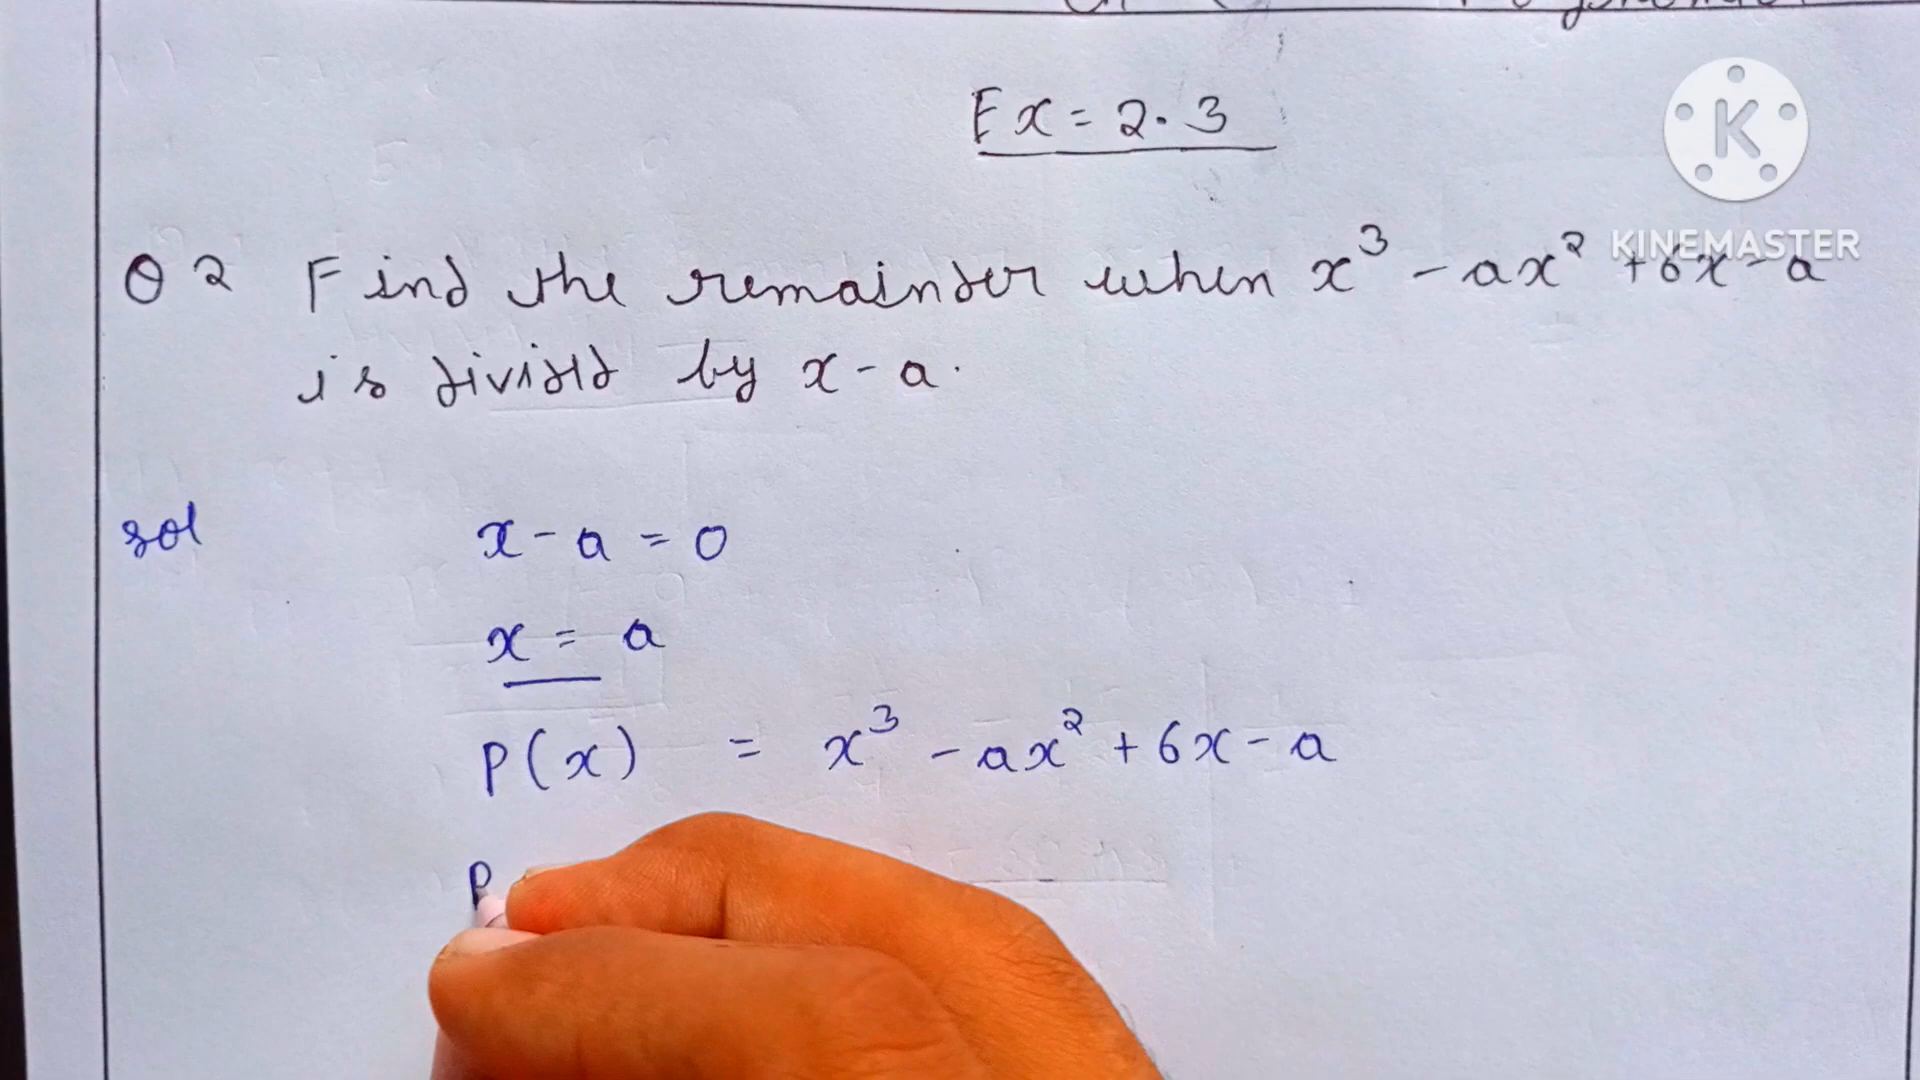 Ex = 2.3
K
KINEMASTER
Q 2 Find the remainder when x³ - ax² + 6x - a
is divided by x - a.
sol x - a = 0
x = a
P(x) = x³ - ax² + 6x - a
P